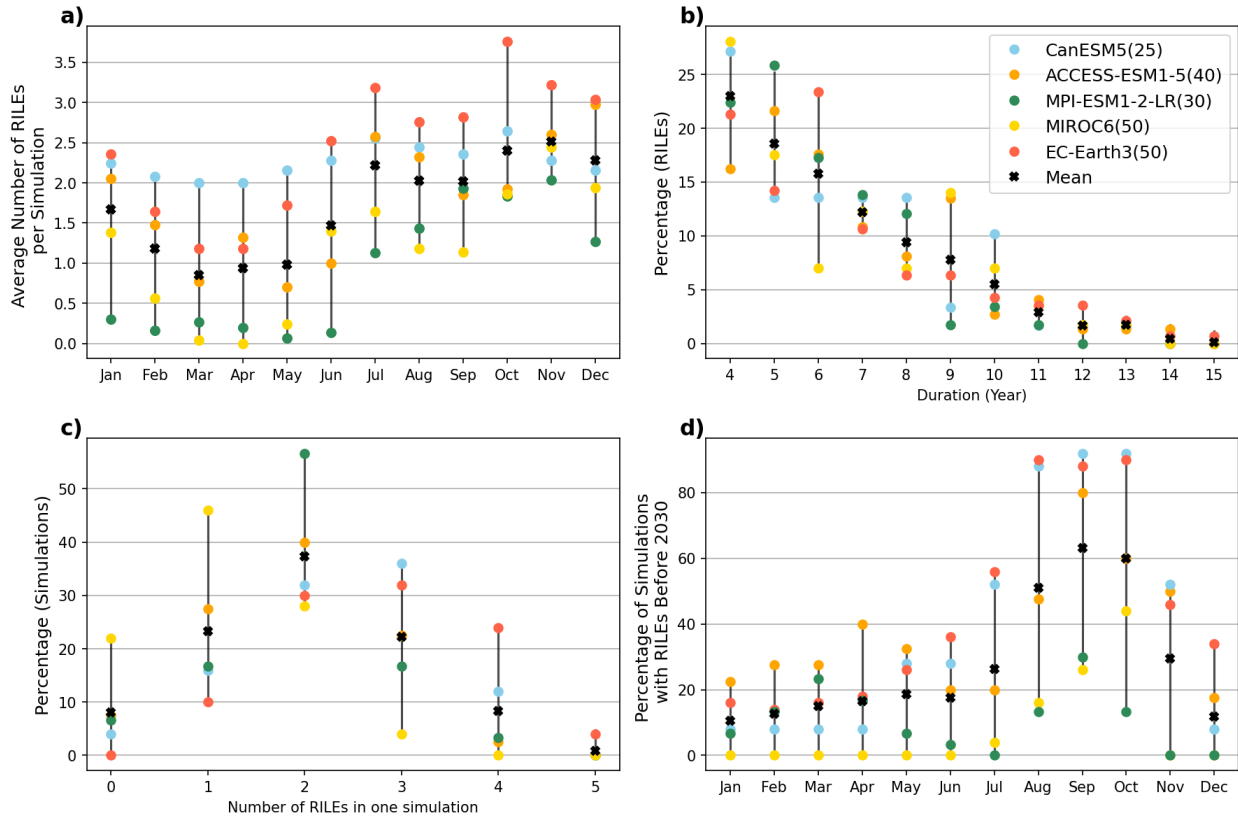 a)
Average Number of RILEs
per Simulation
3.5
3.0
2.5
2.0
1.5
1.0
0.5
0.0
Jan Feb Mar Apr May Jun Jul Aug Sep Oct Nov Dec
b)
Percentage (RILEs)
25
20
15
10
5
0
4 5 6 7 8 9 10 11 12 13 14 15
Duration (Year)
CanESM5(25)
ACCESS-ESM1-5(40)
MPI-ESM1-2-LR(30)
MIROC6(50)
EC-Earth3(50)
Mean
c)
Percentage (Simulations)
50
40
30
20
10
0
0 1 2 3 4 5
Number of RILEs in one simulation
d)
Percentage of Simulations
with RILEs Before 2030
80
60
40
20
0
Jan Feb Mar Apr May Jun Jul Aug Sep Oct Nov Dec